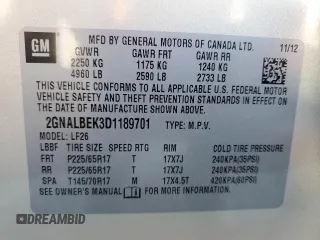 GM
MFD BY GENERAL MOTORS OF CANADA LTD.
11/12
GVWR GAWR FRT GAWR RR
2250 KG 1175 KG 1240 KG
4960 LB 2590 LB 2733 LB
THIS VEHICLE CONFORMS TO ALL APPLICABLE U.S. FEDERAL
MOTOR VEHICLE SAFETY, BUMPER, AND THEFT PREVENTION
STANDARDS IN EFFECT ON THE
DATE OF MANUFACTURE SHOWN ABOVE.
2GNALBEK3D1189701 TYPE: M.P.V.
MODEL: LF26
LBBF TIRE SIZE SPEED RTG RIM COLD TIRE PRESSURE
FRT P225/65R17 T 17X7J 240KPA(35PSI)
RR P225/65R17 T 17X7J 240KPA(35PSI)
SPA T145/70R17 M 17X4.5T 420KPA(60PSI)
SEE OWNER'S MANUAL FOR MORE INFORMATION.
DREAMBID